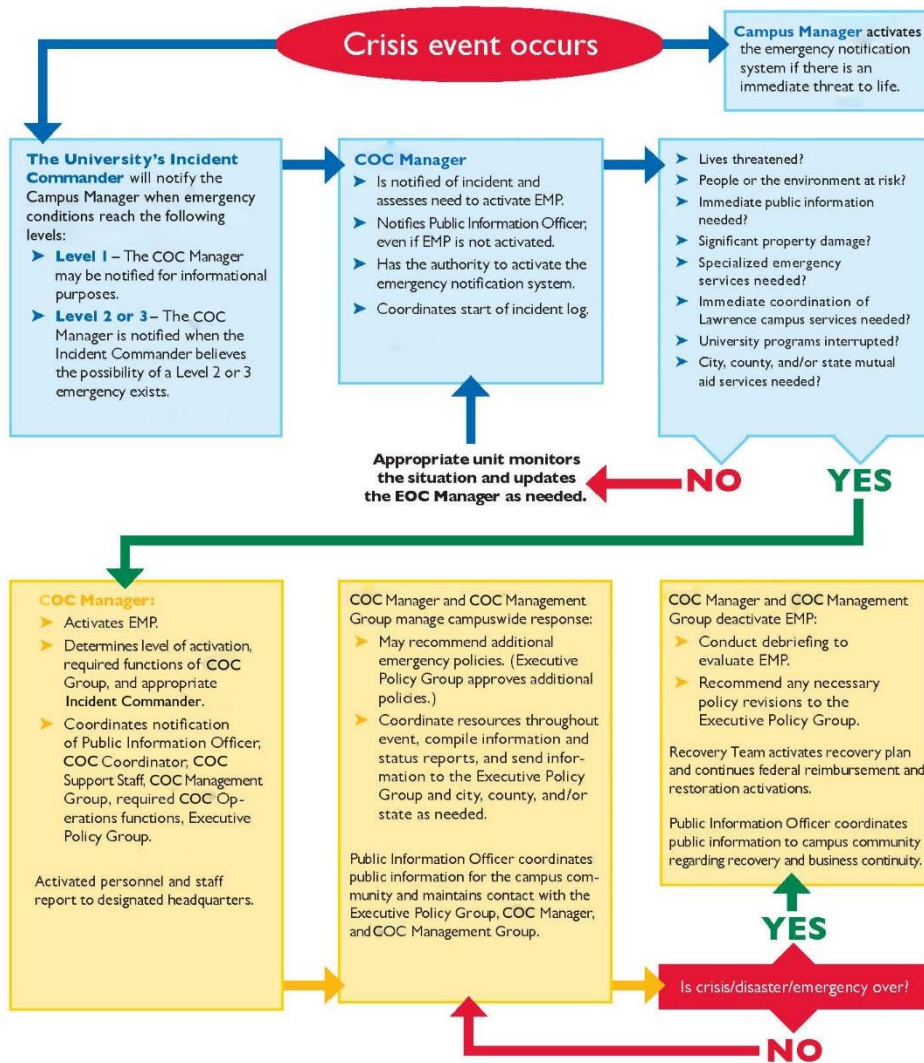 Crisis event occurs
Campus Manager activates
the emergency notification
system if there is an
immediate threat to life.
The University's Incident
Commander will notify the
Campus Manager when emergency
conditions reach the following
levels:
➤ Level 1 – The COC Manager
may be notified for informational
purposes.
➤ Level 2 or 3 – The COC
Manager is notified when the
Incident Commander believes
the possibility of a Level 2 or 3
emergency exists.
COC Manager
➤ Is notified of incident and
assesses need to activate EMP.
➤ Notifies Public Information Officer,
even if EMP is not activated.
➤ Has the authority to activate the
emergency notification system.
➤ Coordinates start of incident log.
➤ Lives threatened?
➤ People or the environment at risk?
➤ Immediate public information
needed?
➤ Significant property damage?
➤ Specialized emergency
services needed?
➤ Immediate coordination of
Lawrence campus services needed?
➤ University programs interrupted?
➤ City, county, and/or state mutual
aid services needed?
Appropriate unit monitors
the situation and updates
the EOC Manager as needed.
NO
YES
COC Manager:
➤ Activates EMP.
➤ Determines level of activation,
required functions of COC
Group, and appropriate
Incident Commander.
➤ Coordinates notification
of Public Information Officer,
COC Coordinator, COC
Support Staff, COC Management
Group, required COC Op-
erations functions, Executive
Policy Group.
Activated personnel and staff
report to designated headquarters.
COC Manager and COC Management
Group manage campuswide response:
➤ May recommend additional
emergency policies. (Executive
Policy Group approves additional
policies.)
➤ Coordinate resources throughout
event, compile information and
status reports, and send infor-
mation to the Executive Policy
Group and city, county, and/or
state as needed.
Public Information Officer coordinates
public information for the campus com-
munity and maintains contact with the
Executive Policy Group, COC Manager,
and COC Management Group.
COC Manager and COC Management
Group deactivate EMP:
➤ Conduct debriefing to
evaluate EMP.
➤ Recommend any necessary
policy revisions to the
Executive Policy Group.
Recovery Team activates recovery plan
and continues federal reimbursement and
restoration activations.
Public Information Officer coordinates
public information to campus community
regarding recovery and business continuity.
YES
Is crisis/disaster/emergency over?
NO